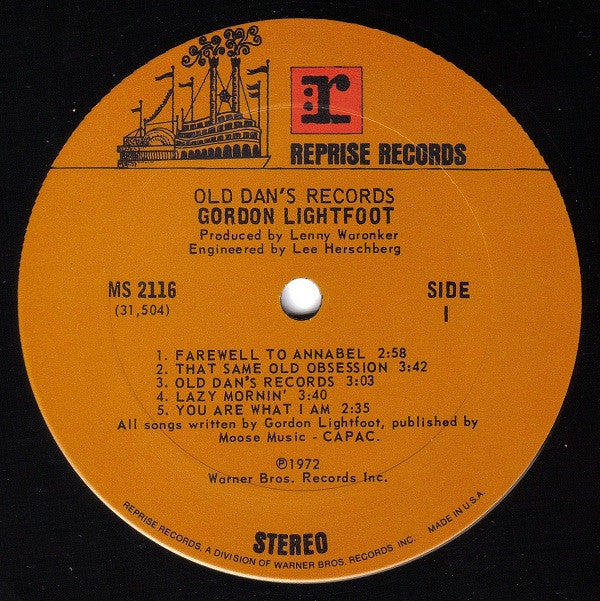 r
REPRISE RECORDS
OLD DAN'S RECORDS
GORDON LIGHTFOOT
Produced by Lenny Waronker
Engineered by Lee Herschberg
MS 2116
(31,504)
SIDE
1
1. FAREWELL TO ANNABEL 2:58
2. THAT SAME OLD OBSESSION 3:42
3. OLD DAN'S RECORDS 3:03
4. LAZY MORNIN' 3:40
5. YOU ARE WHAT I AM 2:35
All songs written by Gordon Lightfoot, published by
Moose Music - CAPAC.
℗1972
Warner Bros. Records Inc.
STEREO
REPRISE RECORDS, A DIVISION OF WARNER BROS. RECORDS INC. MADE IN U.S.A.